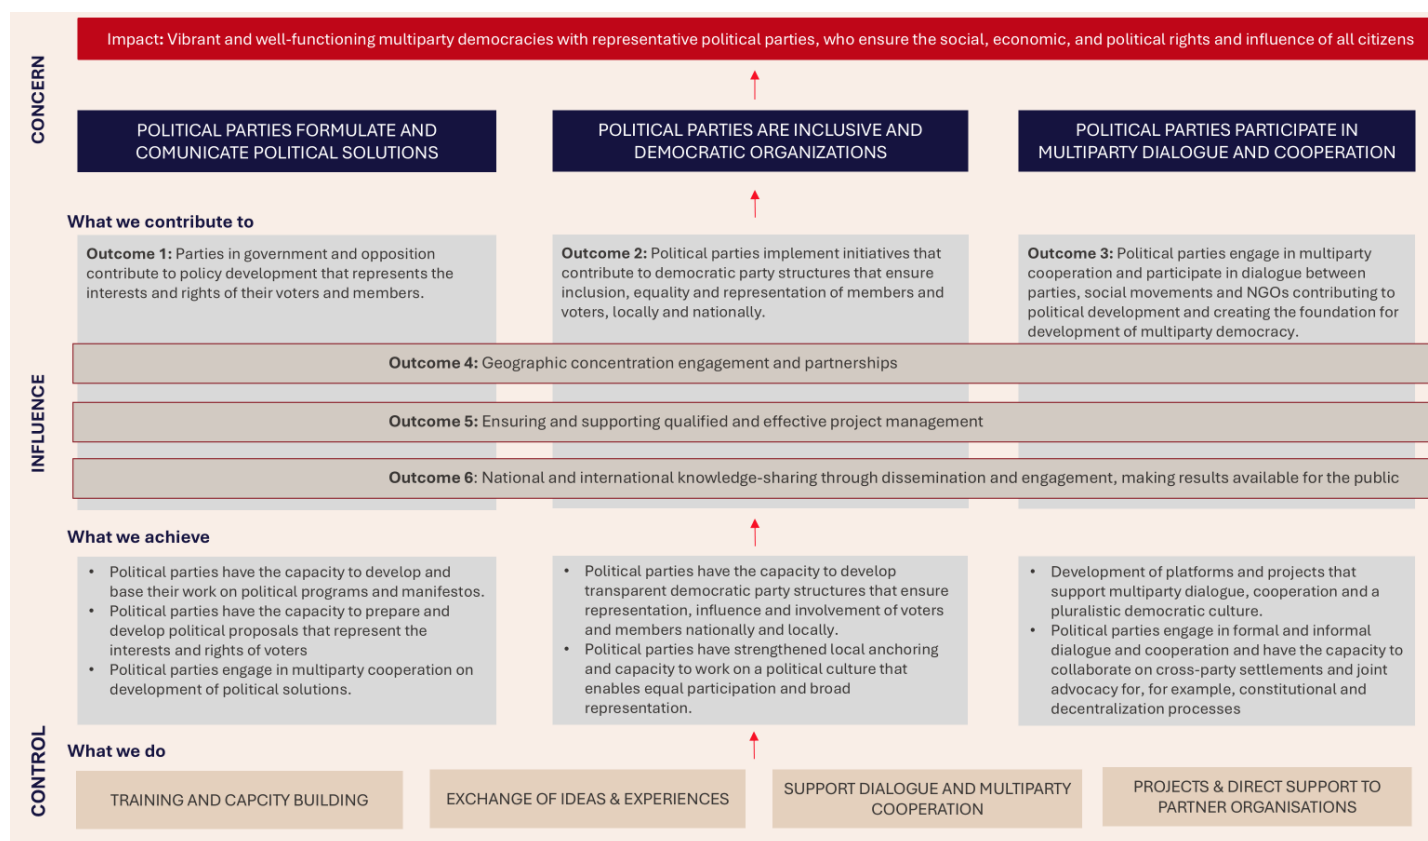 CONCERN
Impact: Vibrant and well-functioning multiparty democracies with representative political parties, who ensure the social, economic, and political rights and influence of all citizens
POLITICAL PARTIES FORMULATE AND
COMUNICATE POLITICAL SOLUTIONS
POLITICAL PARTIES ARE INCLUSIVE AND
DEMOCRATIC ORGANIZATIONS
POLITICAL PARTIES PARTICIPATE IN
MULTIPARTY DIALOGUE AND COOPERATION
INFLUENCE
What we contribute to
Outcome 1: Parties in government and opposition
contribute to policy development that represents the
interests and rights of their voters and members.
Outcome 2: Political parties implement initiatives that
contribute to democratic party structures that ensure
inclusion, equality and representation of members and
voters, locally and nationally.
Outcome 3: Political parties engage in multiparty
cooperation and participate in dialogue between
parties, social movements and NGOs contributing to
political development and creating the foundation for
development of multiparty democracy.
Outcome 4: Geographic concentration engagement and partnerships
Outcome 5: Ensuring and supporting qualified and effective project management
Outcome 6: National and international knowledge-sharing through dissemination and engagement, making results available for the public
What we achieve
• Political parties have the capacity to develop and
base their work on political programs and manifestos.
• Political parties have the capacity to prepare and
develop political proposals that represent the
interests and rights of voters
• Political parties engage in multiparty cooperation on
development of political solutions.
• Political parties have the capacity to develop
transparent democratic party structures that ensure
representation, influence and involvement of voters
and members nationally and locally.
• Political parties have strengthened local anchoring
and capacity to work on a political culture that
enables equal participation and broad
representation.
• Development of platforms and projects that
support multiparty dialogue, cooperation and a
pluralistic democratic culture.
• Political parties engage in formal and informal
dialogue and cooperation and have the capacity to
collaborate on cross-party settlements and joint
advocacy for, for example, constitutional and
decentralization processes
CONTROL
What we do
TRAINING AND CAPCITY BUILDING
EXCHANGE OF IDEAS & EXPERIENCES
SUPPORT DIALOGUE AND MULTIPARTY
COOPERATION
PROJECTS & DIRECT SUPPORT TO
PARTNER ORGANISATIONS